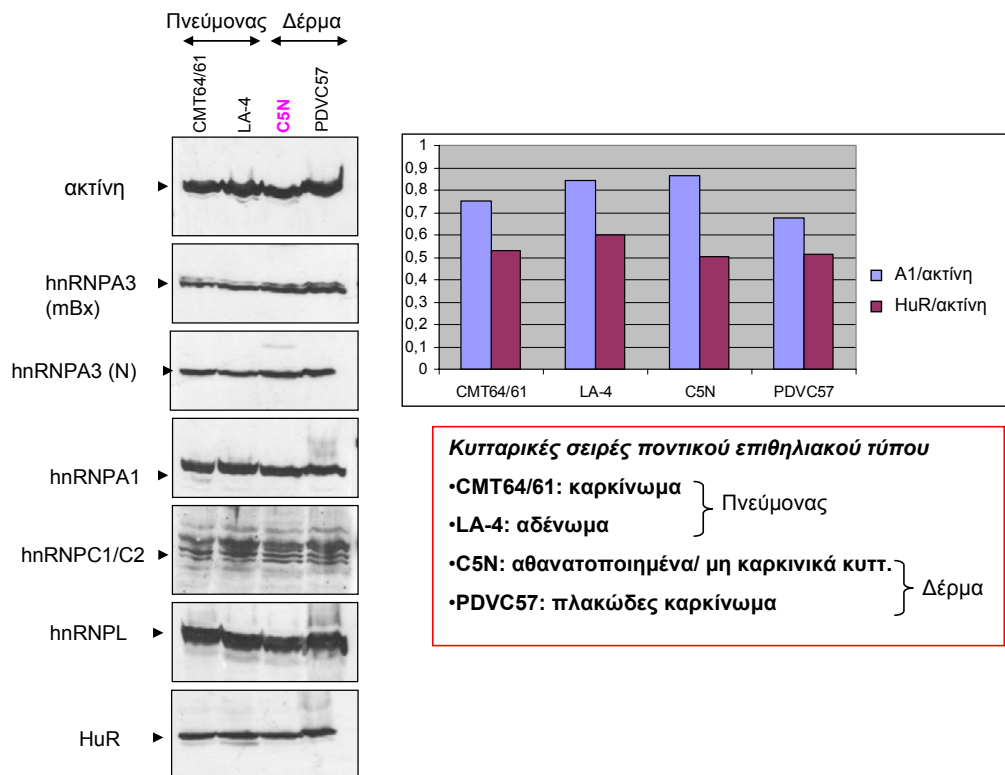 Πνεύμονας Δέρμα
CMT64/61
LA-4
C5N
PDVC57
ακτίνη
hnRNPA3
(mBx)
hnRNPA3 (N)
hnRNPA1
hnRNPC1/C2
hnRNPL
HuR
1
0,9
0,8
0,7
0,6
0,5
0,4
0,3
0,2
0,1
0
CMT64/61 LA-4 C5N PDVC57
A1/ακτίνη
HuR/ακτίνη
Κυτταρικές σειρές ποντικού επιθηλιακού τύπου
•CMT64/61: καρκίνωμα
•LA-4: αδένωμα
Πνεύμονας
•C5N: αθανατοποιημένα/ μη καρκινικά κυττ.
•PDVC57: πλακώδες καρκίνωμα
Δέρμα